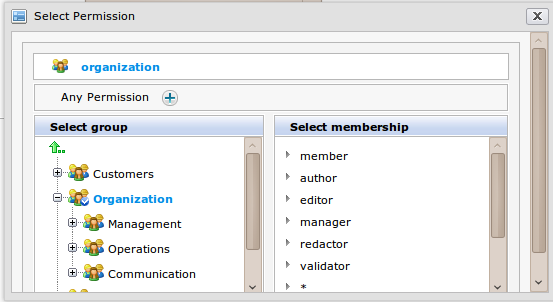 Select Permission
organization
Any Permission
Select group
Select membership
Customers
Organization
Management
Operations
Communication
member
author
editor
manager
redactor
validator
*